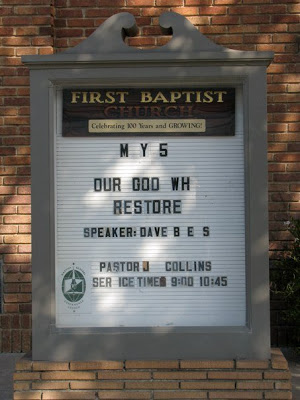 FIRST BAPTIST
CHURCH
Celebrating 100 Years and GROWING!
M Y 5
OUR GOD WH
RESTORE
SPEAKER: DAVE B E S
PASTOR J COLLINS
SER ICE TIMES 9:00 10:45